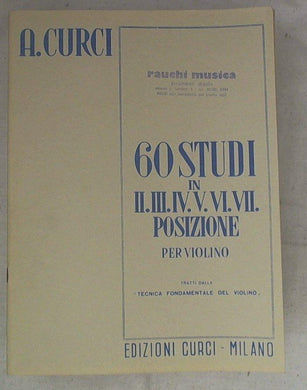 A. CURCI
rauchi musica
60 STUDI
IN
II. III. IV. V. VI. VII.
POSIZIONE
PER VIOLINO
TRATTI DALLA
"TECNICA FONDAMENTALE DEL VIOLINO"
EDIZIONI CURCI - MILANO